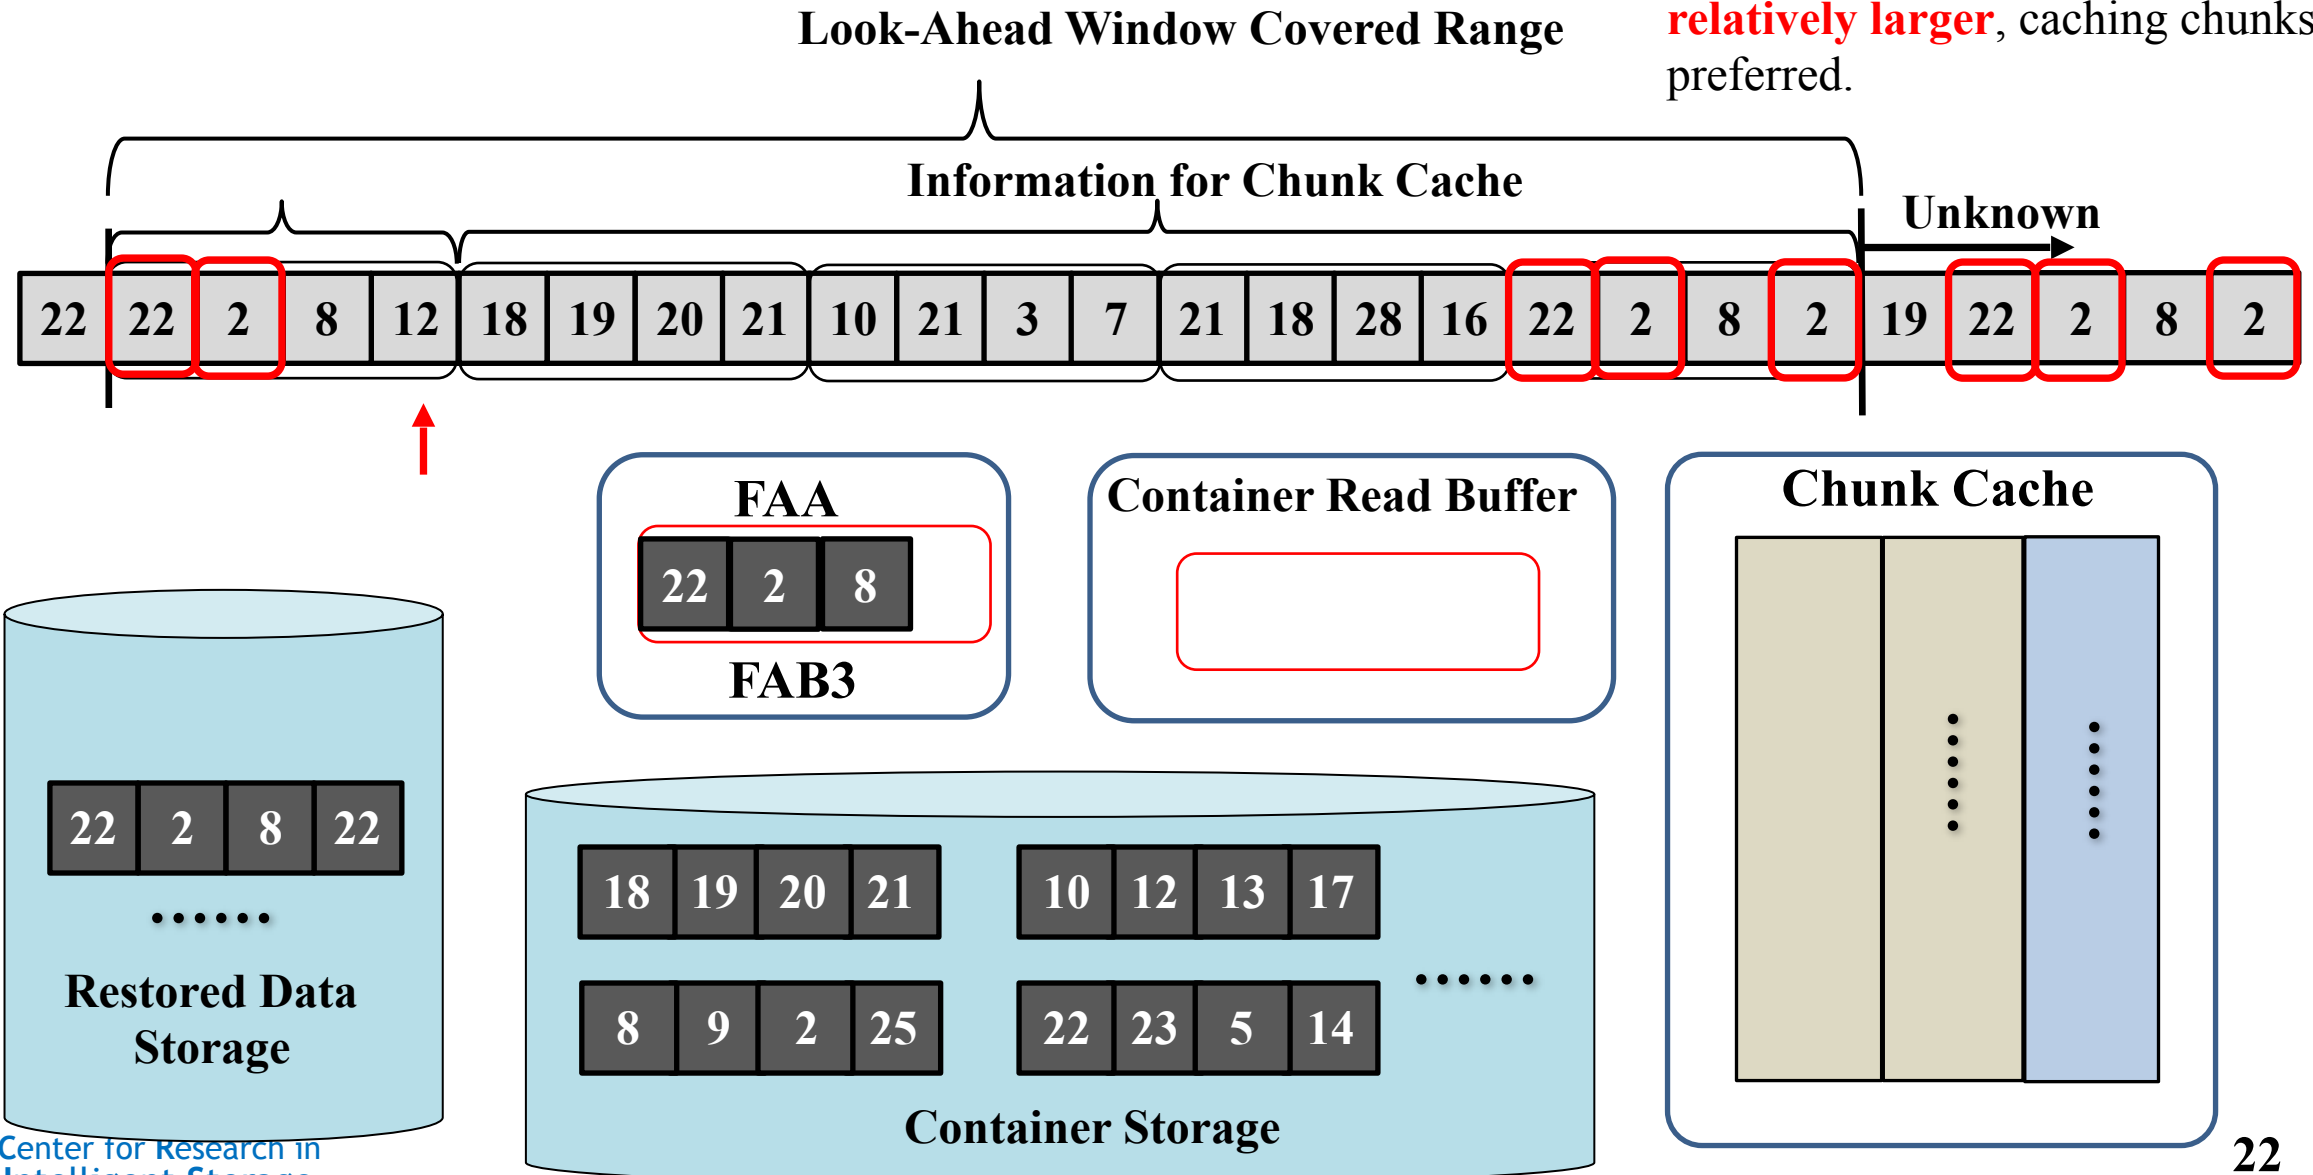 Look-Ahead Window Covered Range
relatively larger, caching chunks
preferred.
Information for Chunk Cache
Unknown
22 22 2 8 12 18 19 20 21 10 21 3 7 21 18 28 16 22 2 8 2 19 22 2 8 2
FAA
22 2 8
FAB3
Container Read Buffer
Chunk Cache
22 2 8 22
......
Restored Data
Storage
18 19 20 21
10 12 13 17
8 9 2 25
22 23 5 14
......
Container Storage
Center for Research in
Intelligent Storage
22